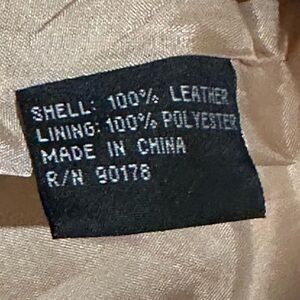 SHELL: 100% LEATHER
LINING: 100% POLYESTER
MADE IN CHINA
R/N 90178